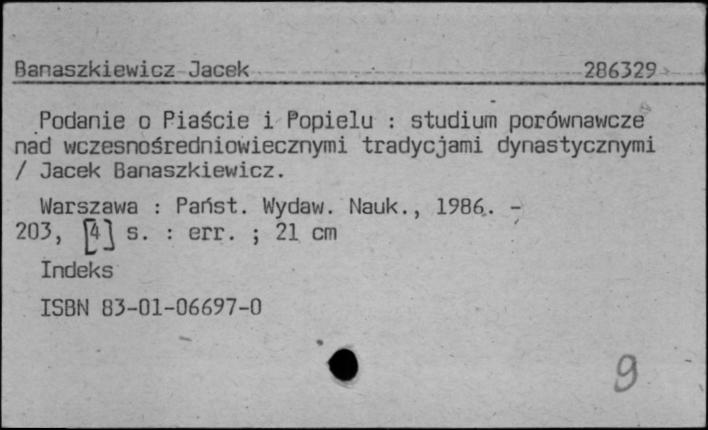 Banaszkiewicz Jacek 286329
Podanie o Piaście i Popielu : studium porównawcze
nad wczesnośredniowiecznymi tradycjami dynastycznymi
/ Jacek Banaszkiewicz.
Warszawa : Państ. Wydaw. Nauk., 1986. -
203, [4] s. : err. ; 21 cm
Indeks
ISBN 83-01-06697-0
9